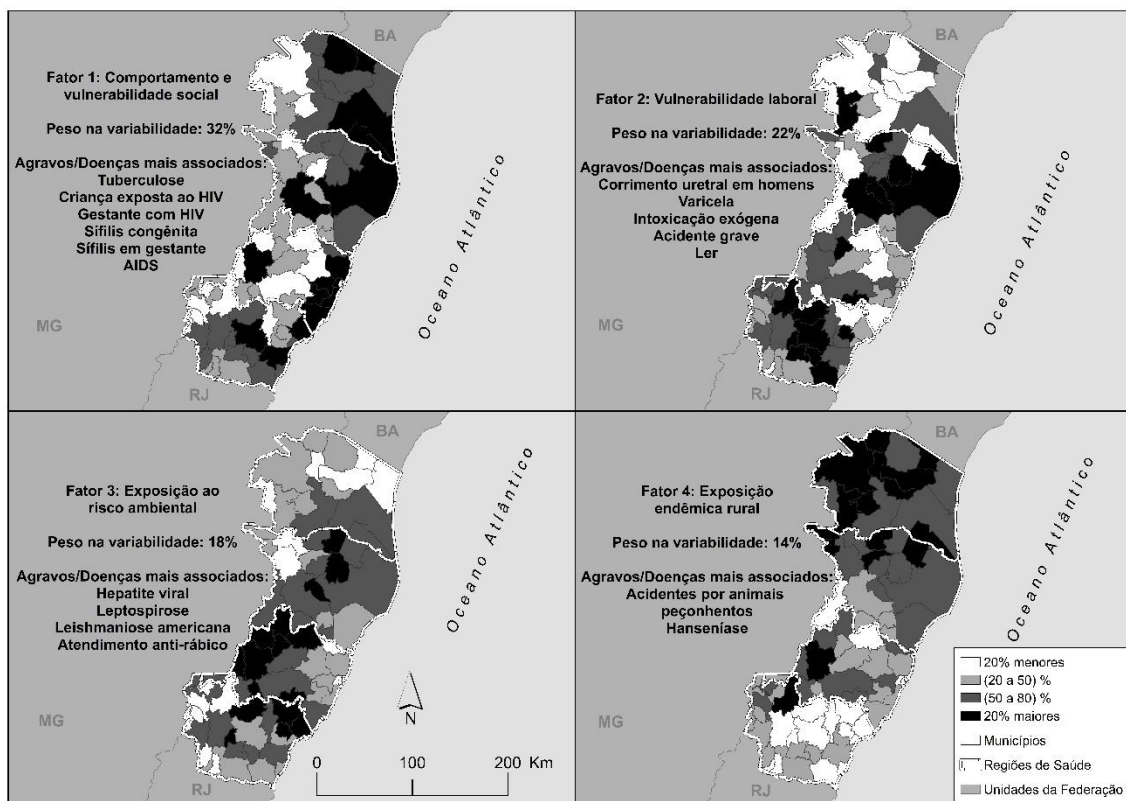 BA
Fator 1: Comportamento e
vulnerabilidade social
Peso na variabilidade: 32%
Agravos/Doenças mais associados:
Tuberculose
Criança exposta ao HIV
Gestante com HIV
Sífilis congênita
Sífilis em gestante
AIDS
Oceano Atlântico
MG
RJ
BA
Fator 2: Vulnerabilidade laboral
Peso na variabilidade: 22%
Agravos/Doenças mais associados:
Corrimento uretral em homens
Varicela
Intoxicação exógena
Acidente grave
Ler
Oceano Atlântico
MG
RJ
BA
Fator 3: Exposição ao
risco ambiental
Peso na variabilidade: 18%
Agravos/Doenças mais associados:
Hepatite viral
Leptospirose
Leishmaniose americana
Atendimento anti-rábico
Oceano Atlântico
MG
RJ
N
0 100 200 Km
BA
Fator 4: Exposição
endêmica rural
Peso na variabilidade: 14%
Agravos/Doenças mais associados:
Acidentes por animais
peçonhentos
Hanseníase
Oceano Atlântico
MG
RJ
20% menores
(20 a 50) %
(50 a 80) %
20% maiores
Municípios
Regiões de Saúde
Unidades da Federação